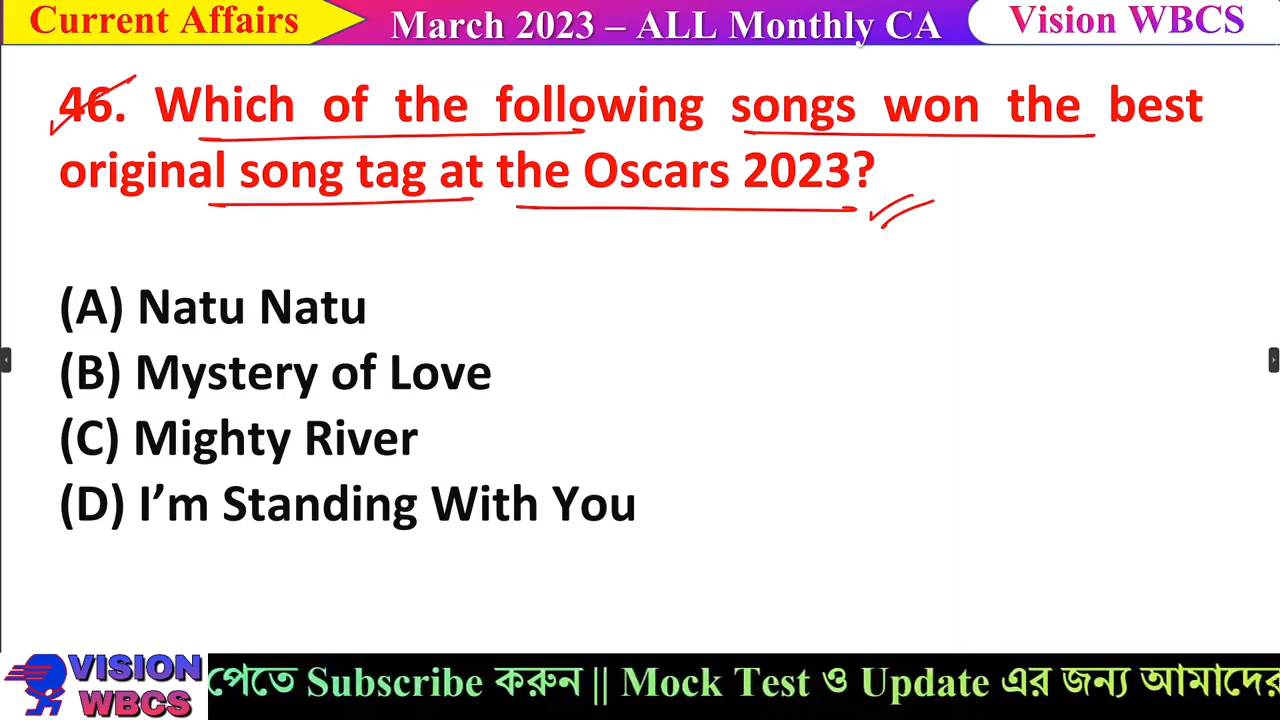 Current Affairs
March 2023 – ALL Monthly CA
Vision WBCS
46. Which of the following songs won the best
original song tag at the Oscars 2023?
(A) Natu Natu
(B) Mystery of Love
(C) Mighty River
(D) I’m Standing With You
VISION
WBCS
পেতে Subscribe করুন || Mock Test ও Update এর জন্য আমাদের